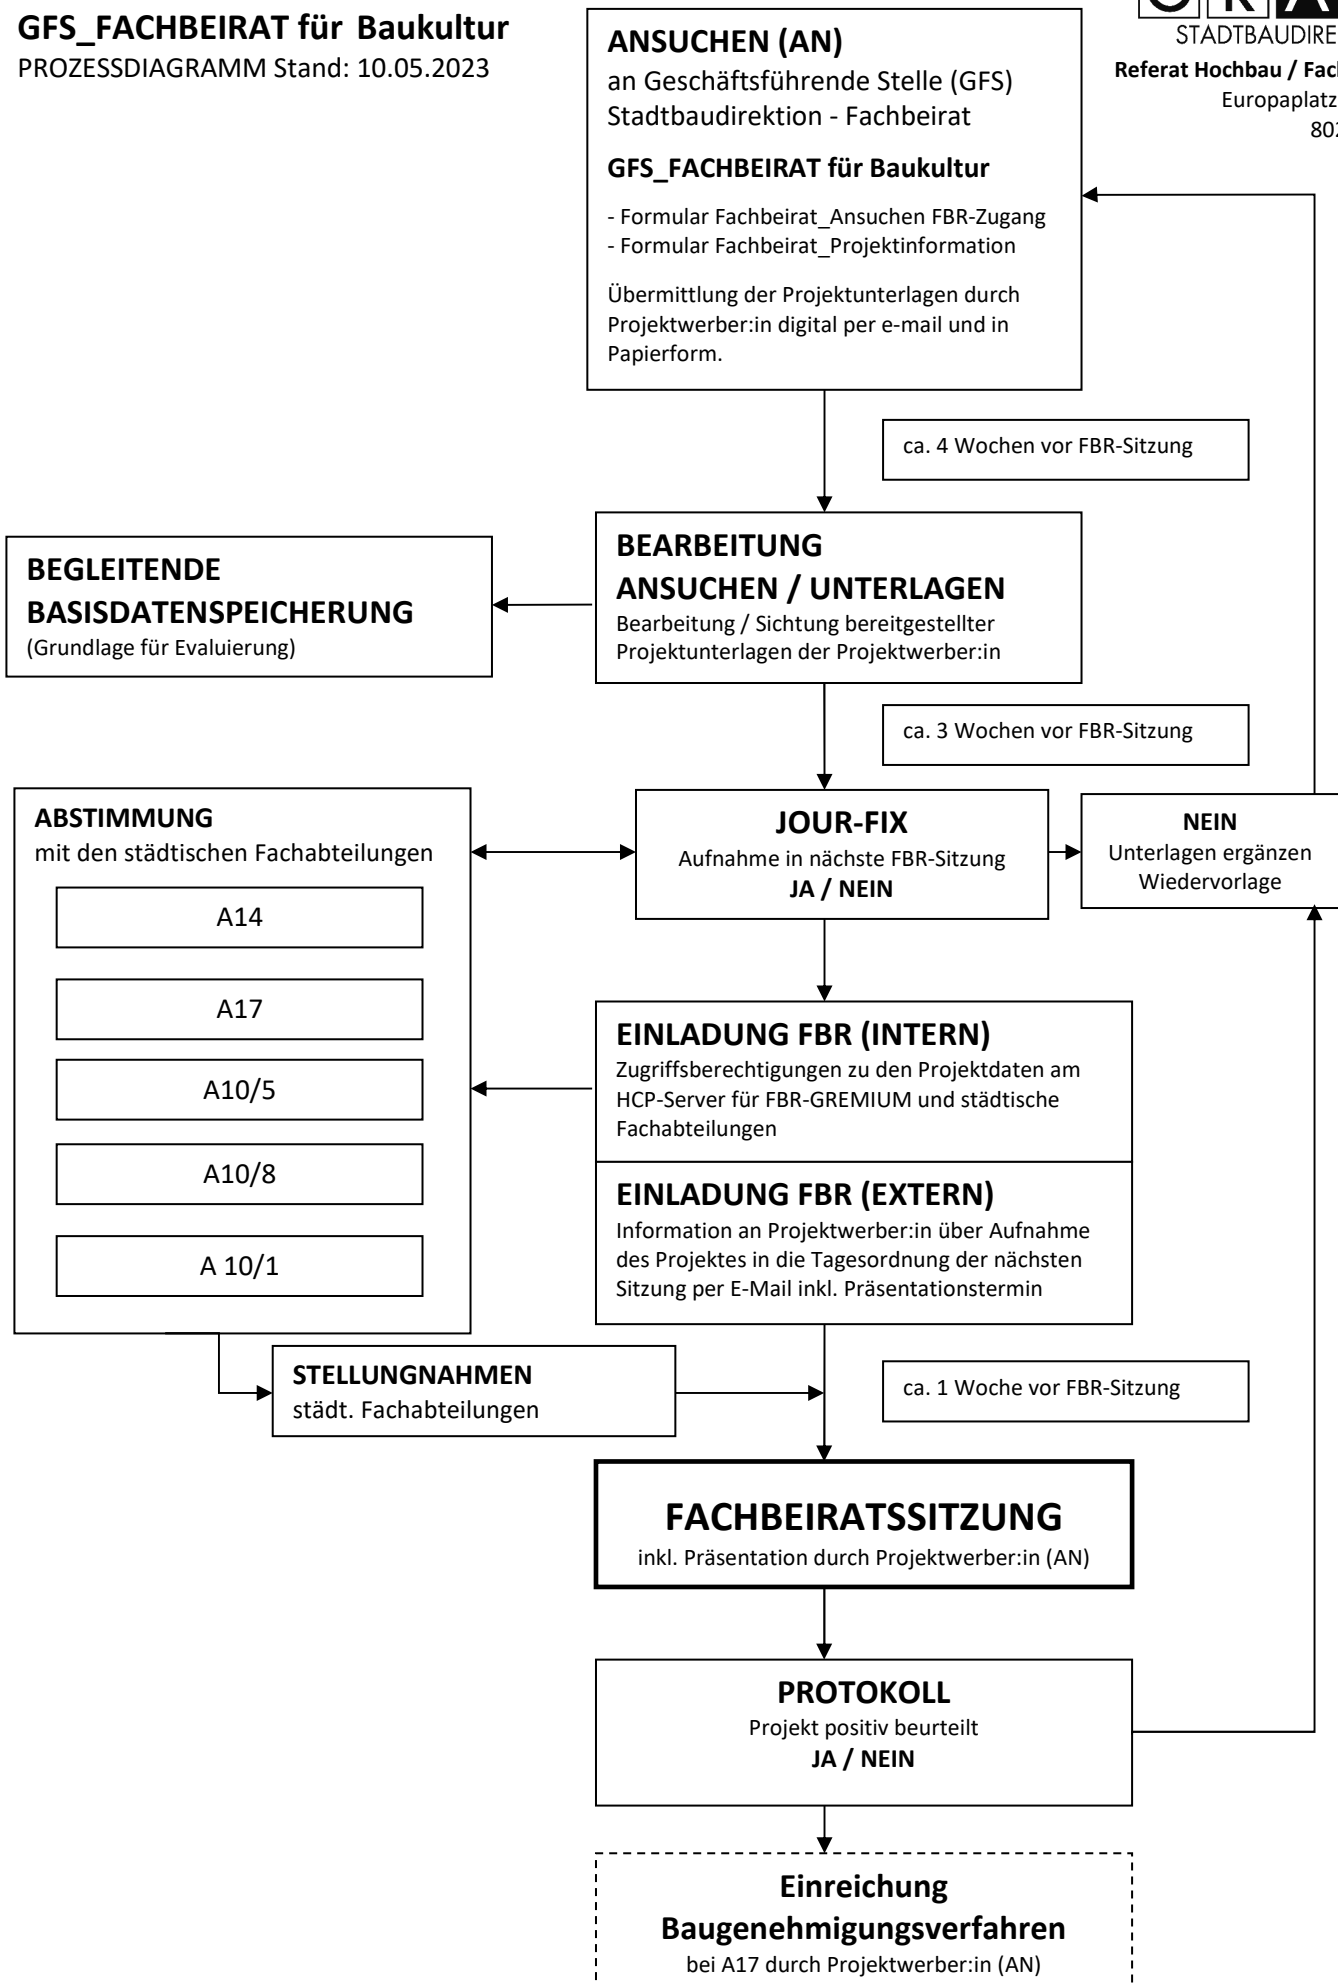 GFS_FACHBEIRAT für Baukultur
PROZESSDIAGRAMM Stand: 10.05.2023
STADTBAUDIRE
Referat Hochbau / Fac
Europaplatz
802
ANSUCHEN (AN)
an Geschäftsführende Stelle (GFS)
Stadtbaudirektion - Fachbeirat
GFS_FACHBEIRAT für Baukultur
- Formular Fachbeirat_Ansuchen FBR-Zugang
- Formular Fachbeirat_Projektinformation
Übermittlung der Projektunterlagen durch
Projektwerber:in digital per e-mail und in
Papierform.
ca. 4 Wochen vor FBR-Sitzung
BEARBEITUNG
ANSUCHEN / UNTERLAGEN
Bearbeitung / Sichtung bereitgestellter
Projektunterlagen der Projektwerber:in
BEGLEITENDE
BASISDATENSPEICHERUNG
(Grundlage für Evaluierung)
ca. 3 Wochen vor FBR-Sitzung
ABSTIMMUNG
mit den städtischen Fachabteilungen
A14
A17
A10/5
A10/8
A 10/1
JOUR-FIX
Aufnahme in nächste FBR-Sitzung
JA / NEIN
NEIN
Unterlagen ergänzen
Wiedervorlage
EINLADUNG FBR (INTERN)
Zugriffsberechtigungen zu den Projektdaten am
HCP-Server für FBR-GREMIUM und städtische
Fachabteilungen
EINLADUNG FBR (EXTERN)
Information an Projektwerber:in über Aufnahme
des Projektes in die Tagesordnung der nächsten
Sitzung per E-Mail inkl. Präsentationstermin
STELLUNGNAHMEN
städt. Fachabteilungen
ca. 1 Woche vor FBR-Sitzung
FACHBEIRATSSITZUNG
inkl. Präsentation durch Projektwerber:in (AN)
PROTOKOLL
Projekt positiv beurteilt
JA / NEIN
Einreichung
Baugenehmigungsverfahren
bei A17 durch Projektwerber:in (AN)